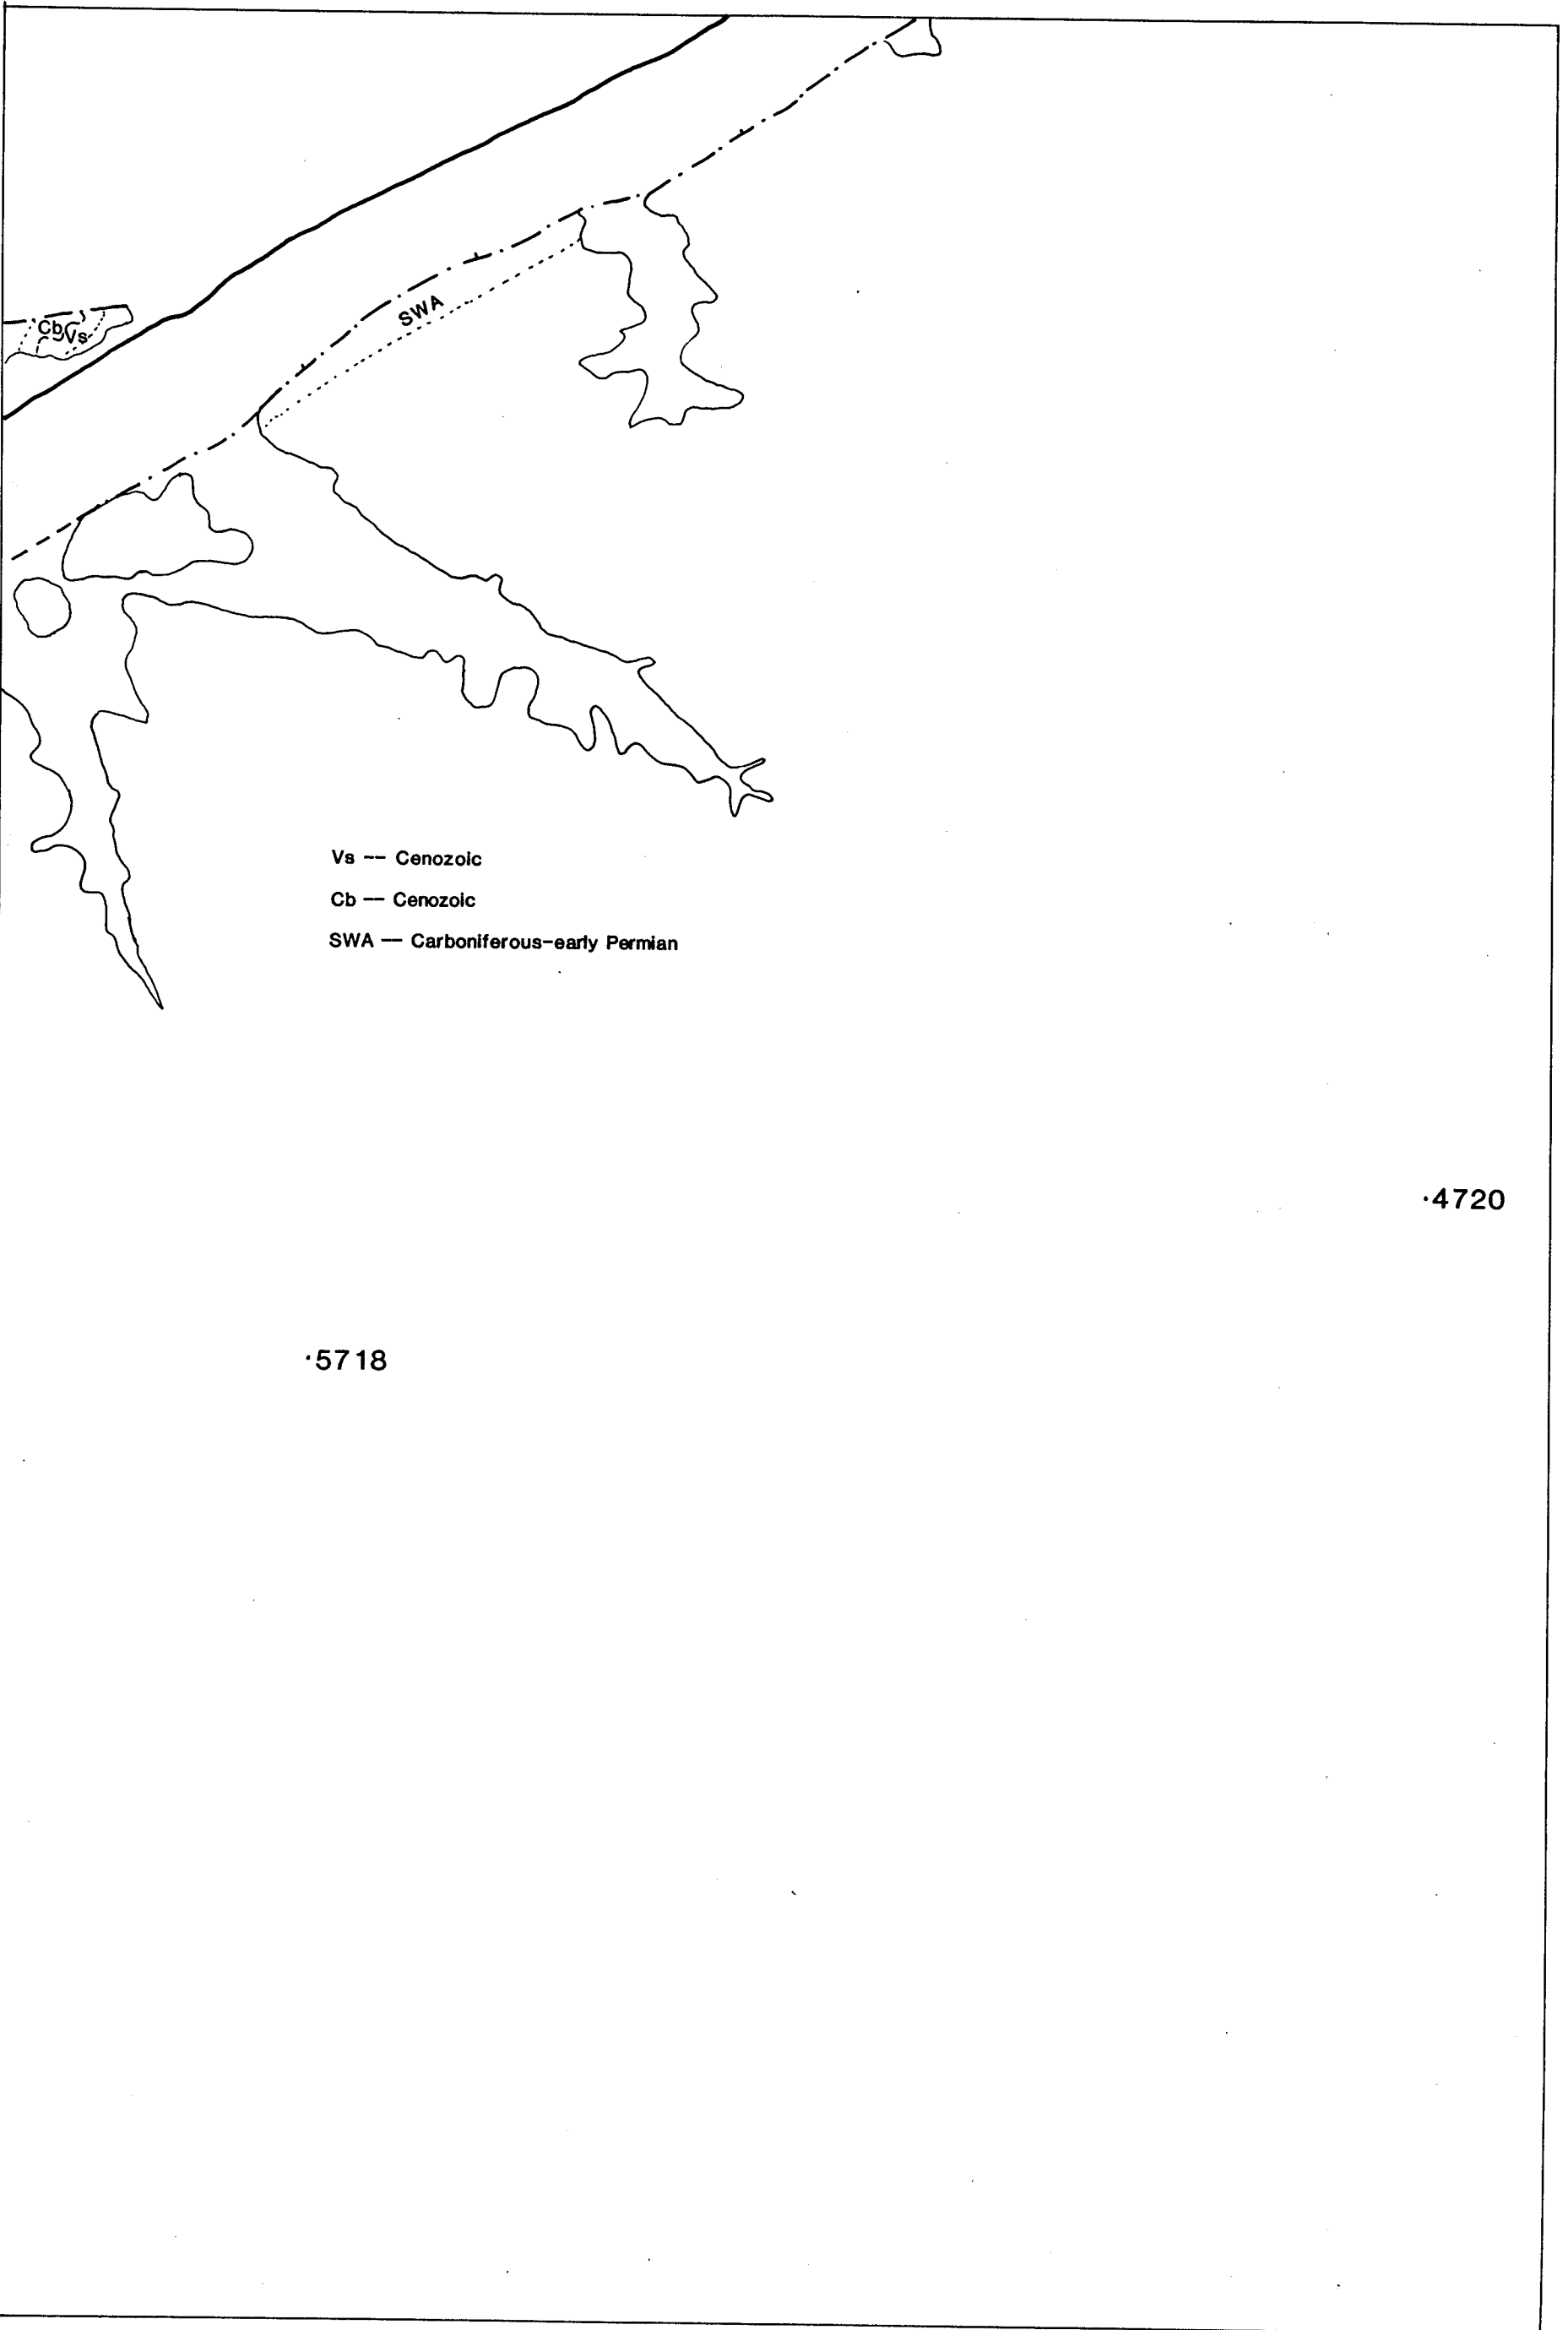 SWA
Cb
Vs
Vs — Cenozoic
Cb — Cenozoic
SWA — Carboniferous-early Permian
·4720
·5718